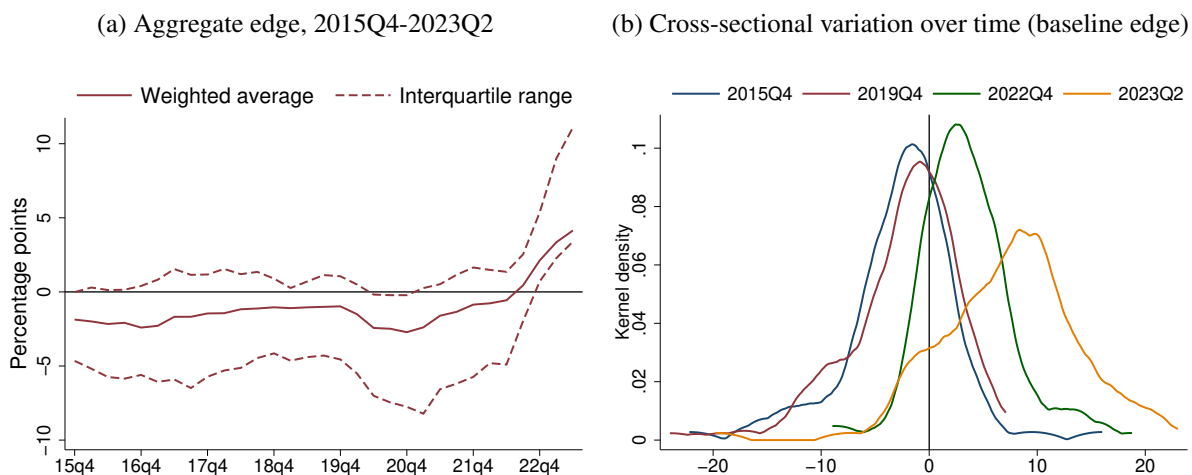 (a) Aggregate edge, 2015Q4-2023Q2
Weighted average
Interquartile range
Percentage points
10
5
0
−5
−10
15q4 16q4 17q4 18q4 19q4 20q4 21q4 22q4
(b) Cross-sectional variation over time (baseline edge)
2015Q4 2019Q4 2022Q4 2023Q2
Kernel density
.1
.08
.06
.04
.02
0
−20 −10 0 10 20